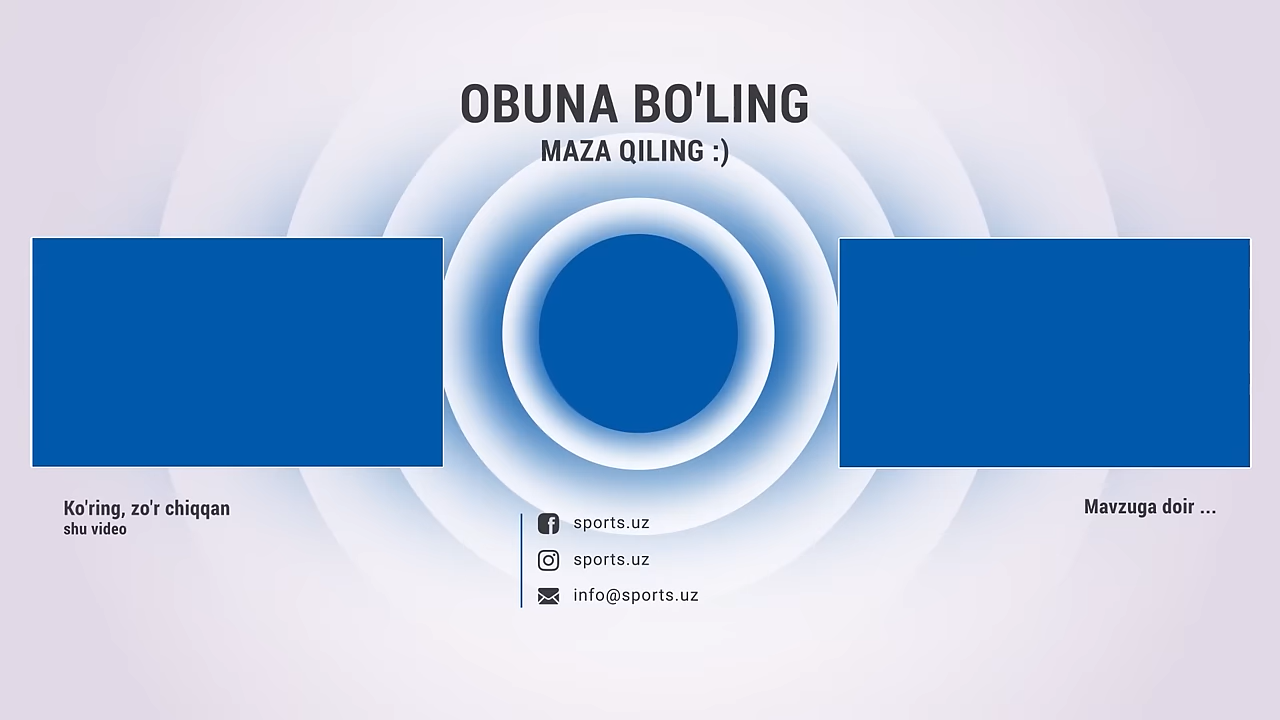 OBUNA BO'LING
MAZA QILING :)
Ko'ring, zo'r chiqqan
shu video
Mavzuga doir ...
sports.uz
sports.uz
info@sports.uz